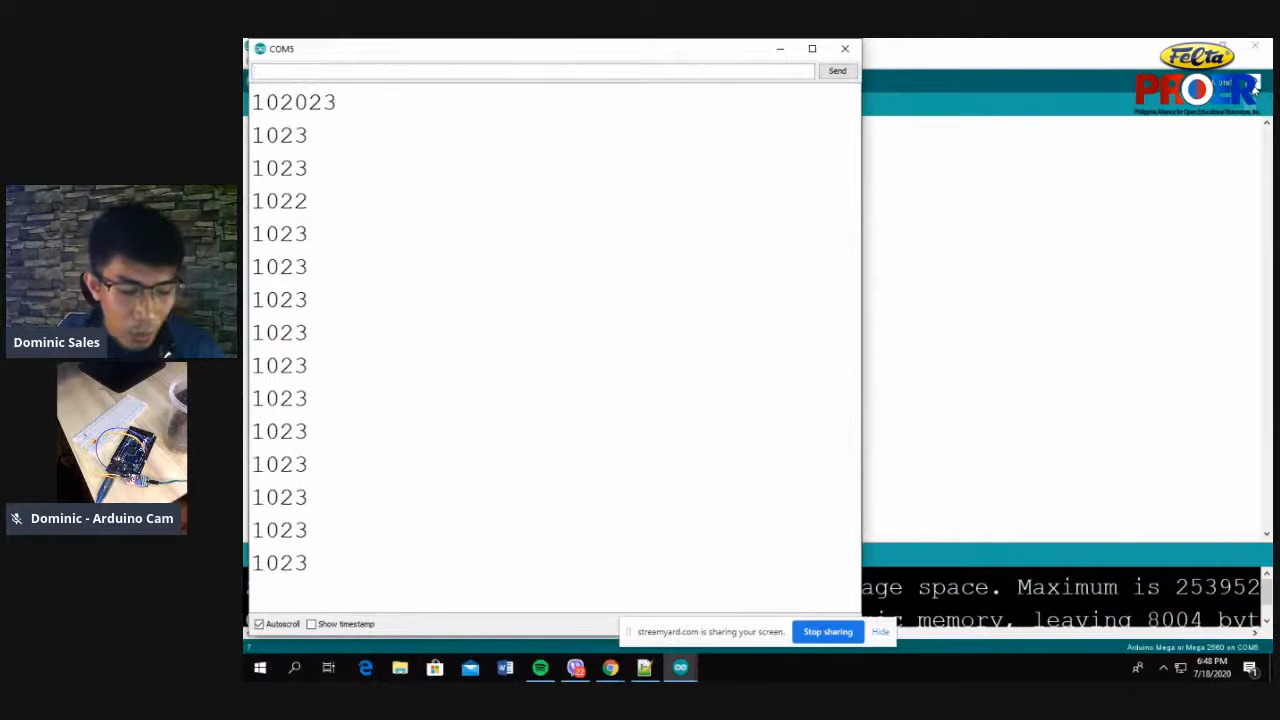 COM5
Send
102023
1023
1023
1022
1023
1023
1023
1023
1023
1023
1023
1023
1023
1023
1023
Autoscroll
Show timestamp
age space. Maximum is 253952
c memory, leaving 8004 byt
streamyard.com is sharing your screen.
Stop sharing
Hide
Arduino Mega or Mega 2560 on COM5
22
6:48 PM
7/18/2020
1
FELTA
PROER
Philippine Alliance for Open Educational Resources, Inc.
Dominic Sales
Dominic - Arduino Cam